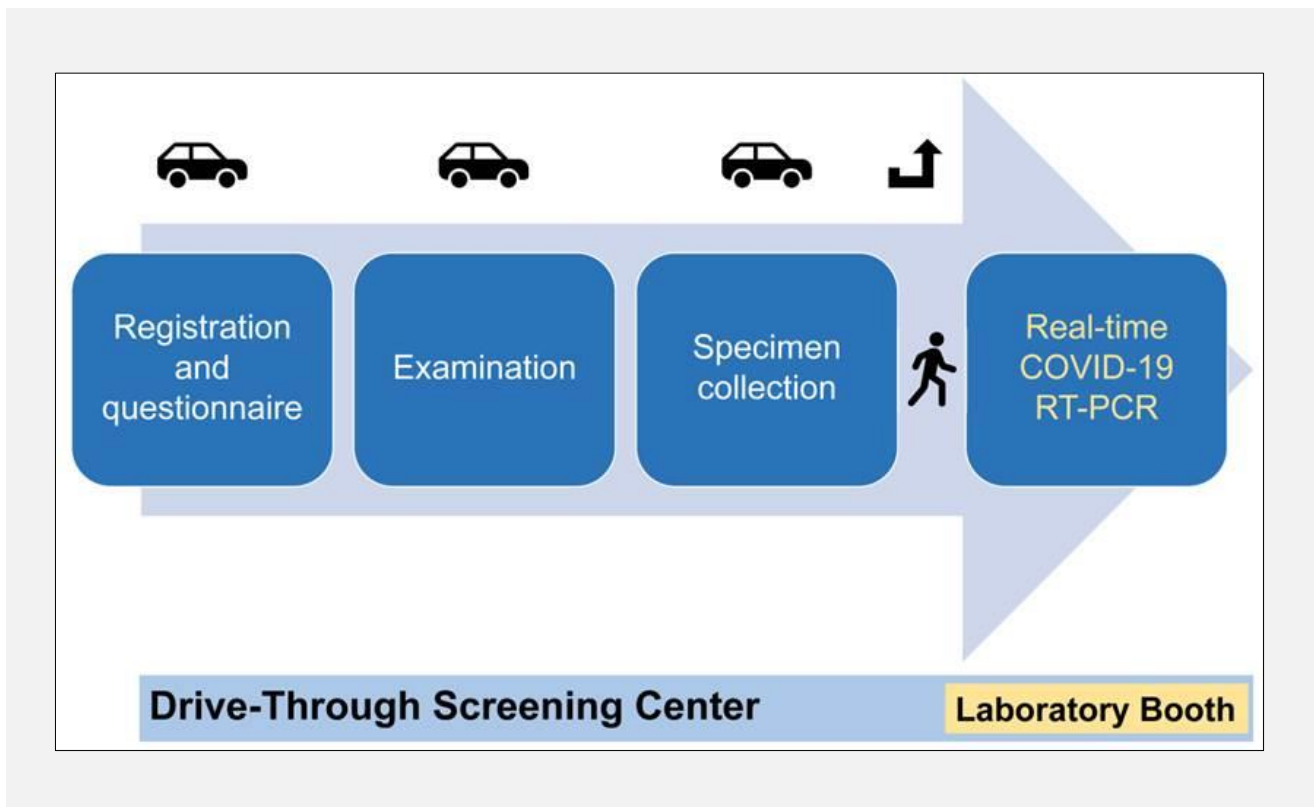 Registration
and
questionnaire
Examination
Specimen
collection
Real-time
COVID-19
RT-PCR
Drive-Through Screening Center
Laboratory Booth